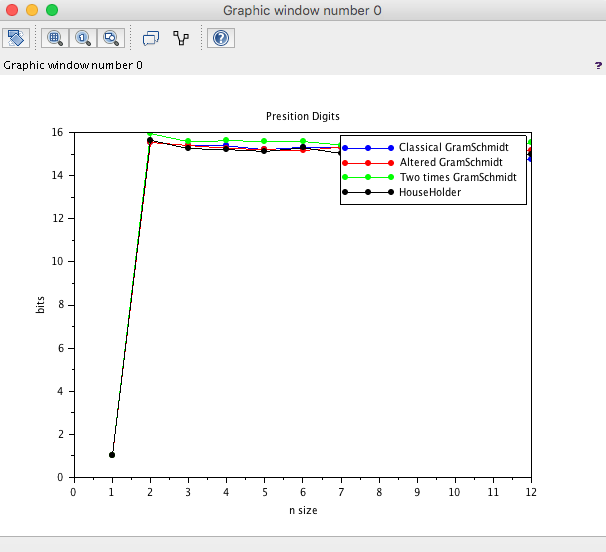 Graphic window number 0
Graphic window number 0
?
Presition Digits
Classical GramSchmidt
Altered GramSchmidt
Two times GramSchmidt
HouseHolder
bits
16
14
12
10
8
6
4
2
0
0 1 2 3 4 5 6 7 8 9 10 11 12
n size